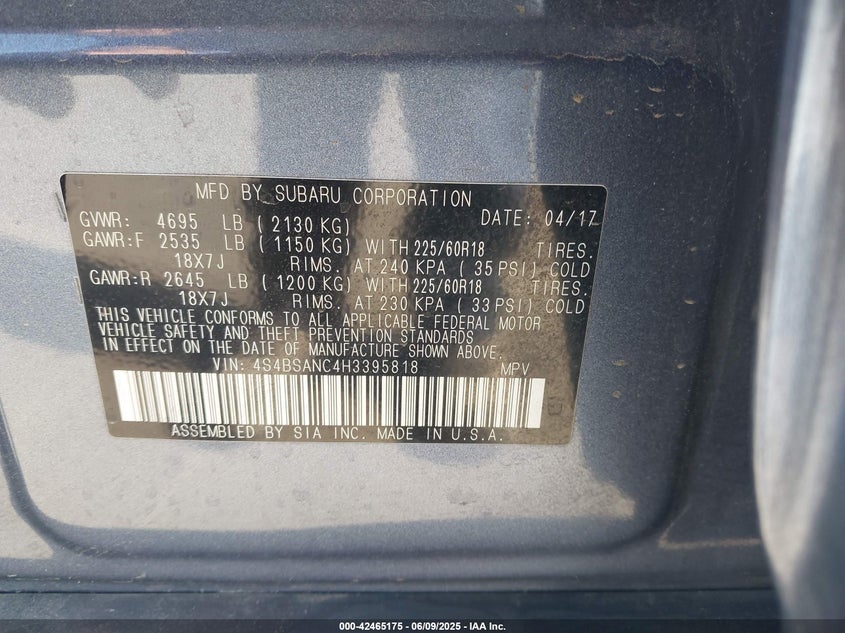 MFD BY SUBARU CORPORATION
GVWR: 4695 LB ( 2130 KG) DATE: 04/17
GAWR:F 2535 LB ( 1150 KG) WITH 225/60R18 TIRES.
18X7J RIMS. AT 240 KPA ( 35 PSI) COLD
GAWR:R 2645 LB ( 1200 KG) WITH 225/60R18 TIRES.
18X7J RIMS. AT 230 KPA ( 33 PSI) COLD
THIS VEHICLE CONFORMS TO ALL APPLICABLE FEDERAL MOTOR
VEHICLE SAFETY AND THEFT PREVENTION STANDARDS
IN EFFECT ON THE DATE OF MANUFACTURE SHOWN ABOVE.
VIN: 4S4BSANC4H3395818 MPV
ASSEMBLED BY SIA INC. MADE IN U.S.A.
000-42465175 - 06/09/2025 - IAA Inc.